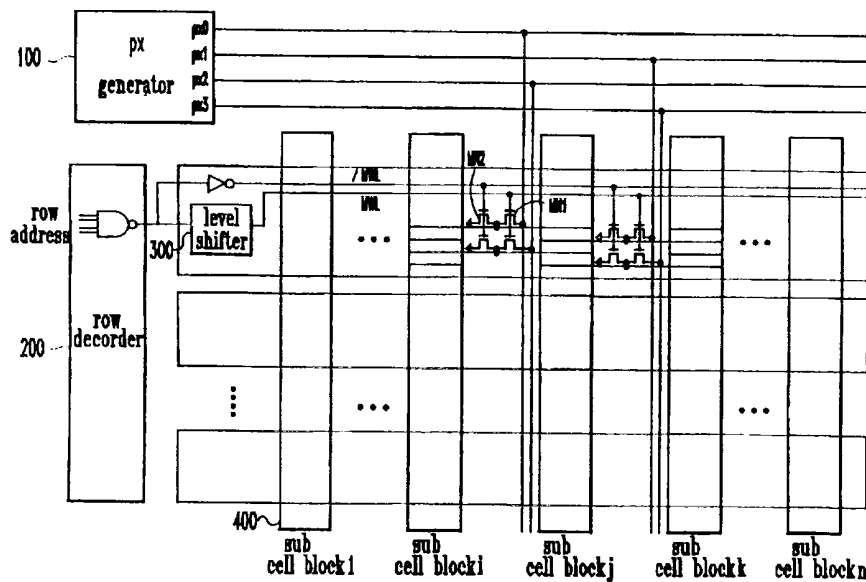 px
generator
px0
px1
px2
px3
100
/ MWL
MWL
MN2
MN1
row
address
level
shifter
300
row
decorder
200
400
sub
cell block1
sub
cell blocki
sub
cell blockj
sub
cell blockk
sub
cell blockn